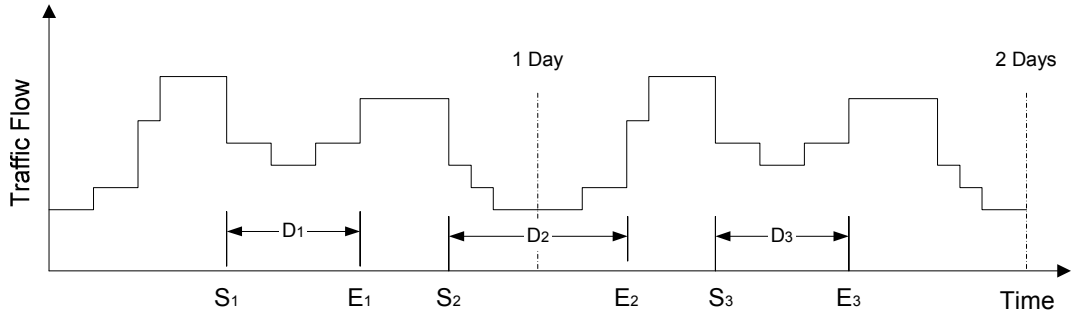 1 Day
2 Days
Traffic Flow
D1
D2
D3
S1
E1
S2
E2
S3
E3
Time